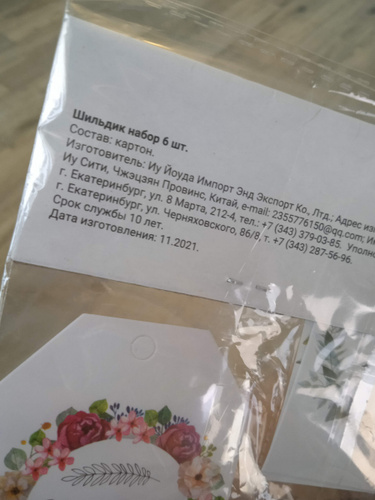 Шильдик набор 6 шт.
Состав: картон.
Изготовитель: Иу Йоуда Импорт Энд Экспорт Ко, Лтд.; Адрес из
Иу Сити, Чжэцзян Провинс, Китай, e-mail: 2355776150@qq.com; И
г. Екатеринбург, ул. 8 Марта, 212-4, тел.: +7 (343) 379-03-85. Уполно
г. Екатеринбург, ул. Черняховского, 86/8, т. +7 (343) 287-56-96.
Срок службы 10 лет.
Дата изготовления: 11.2021.